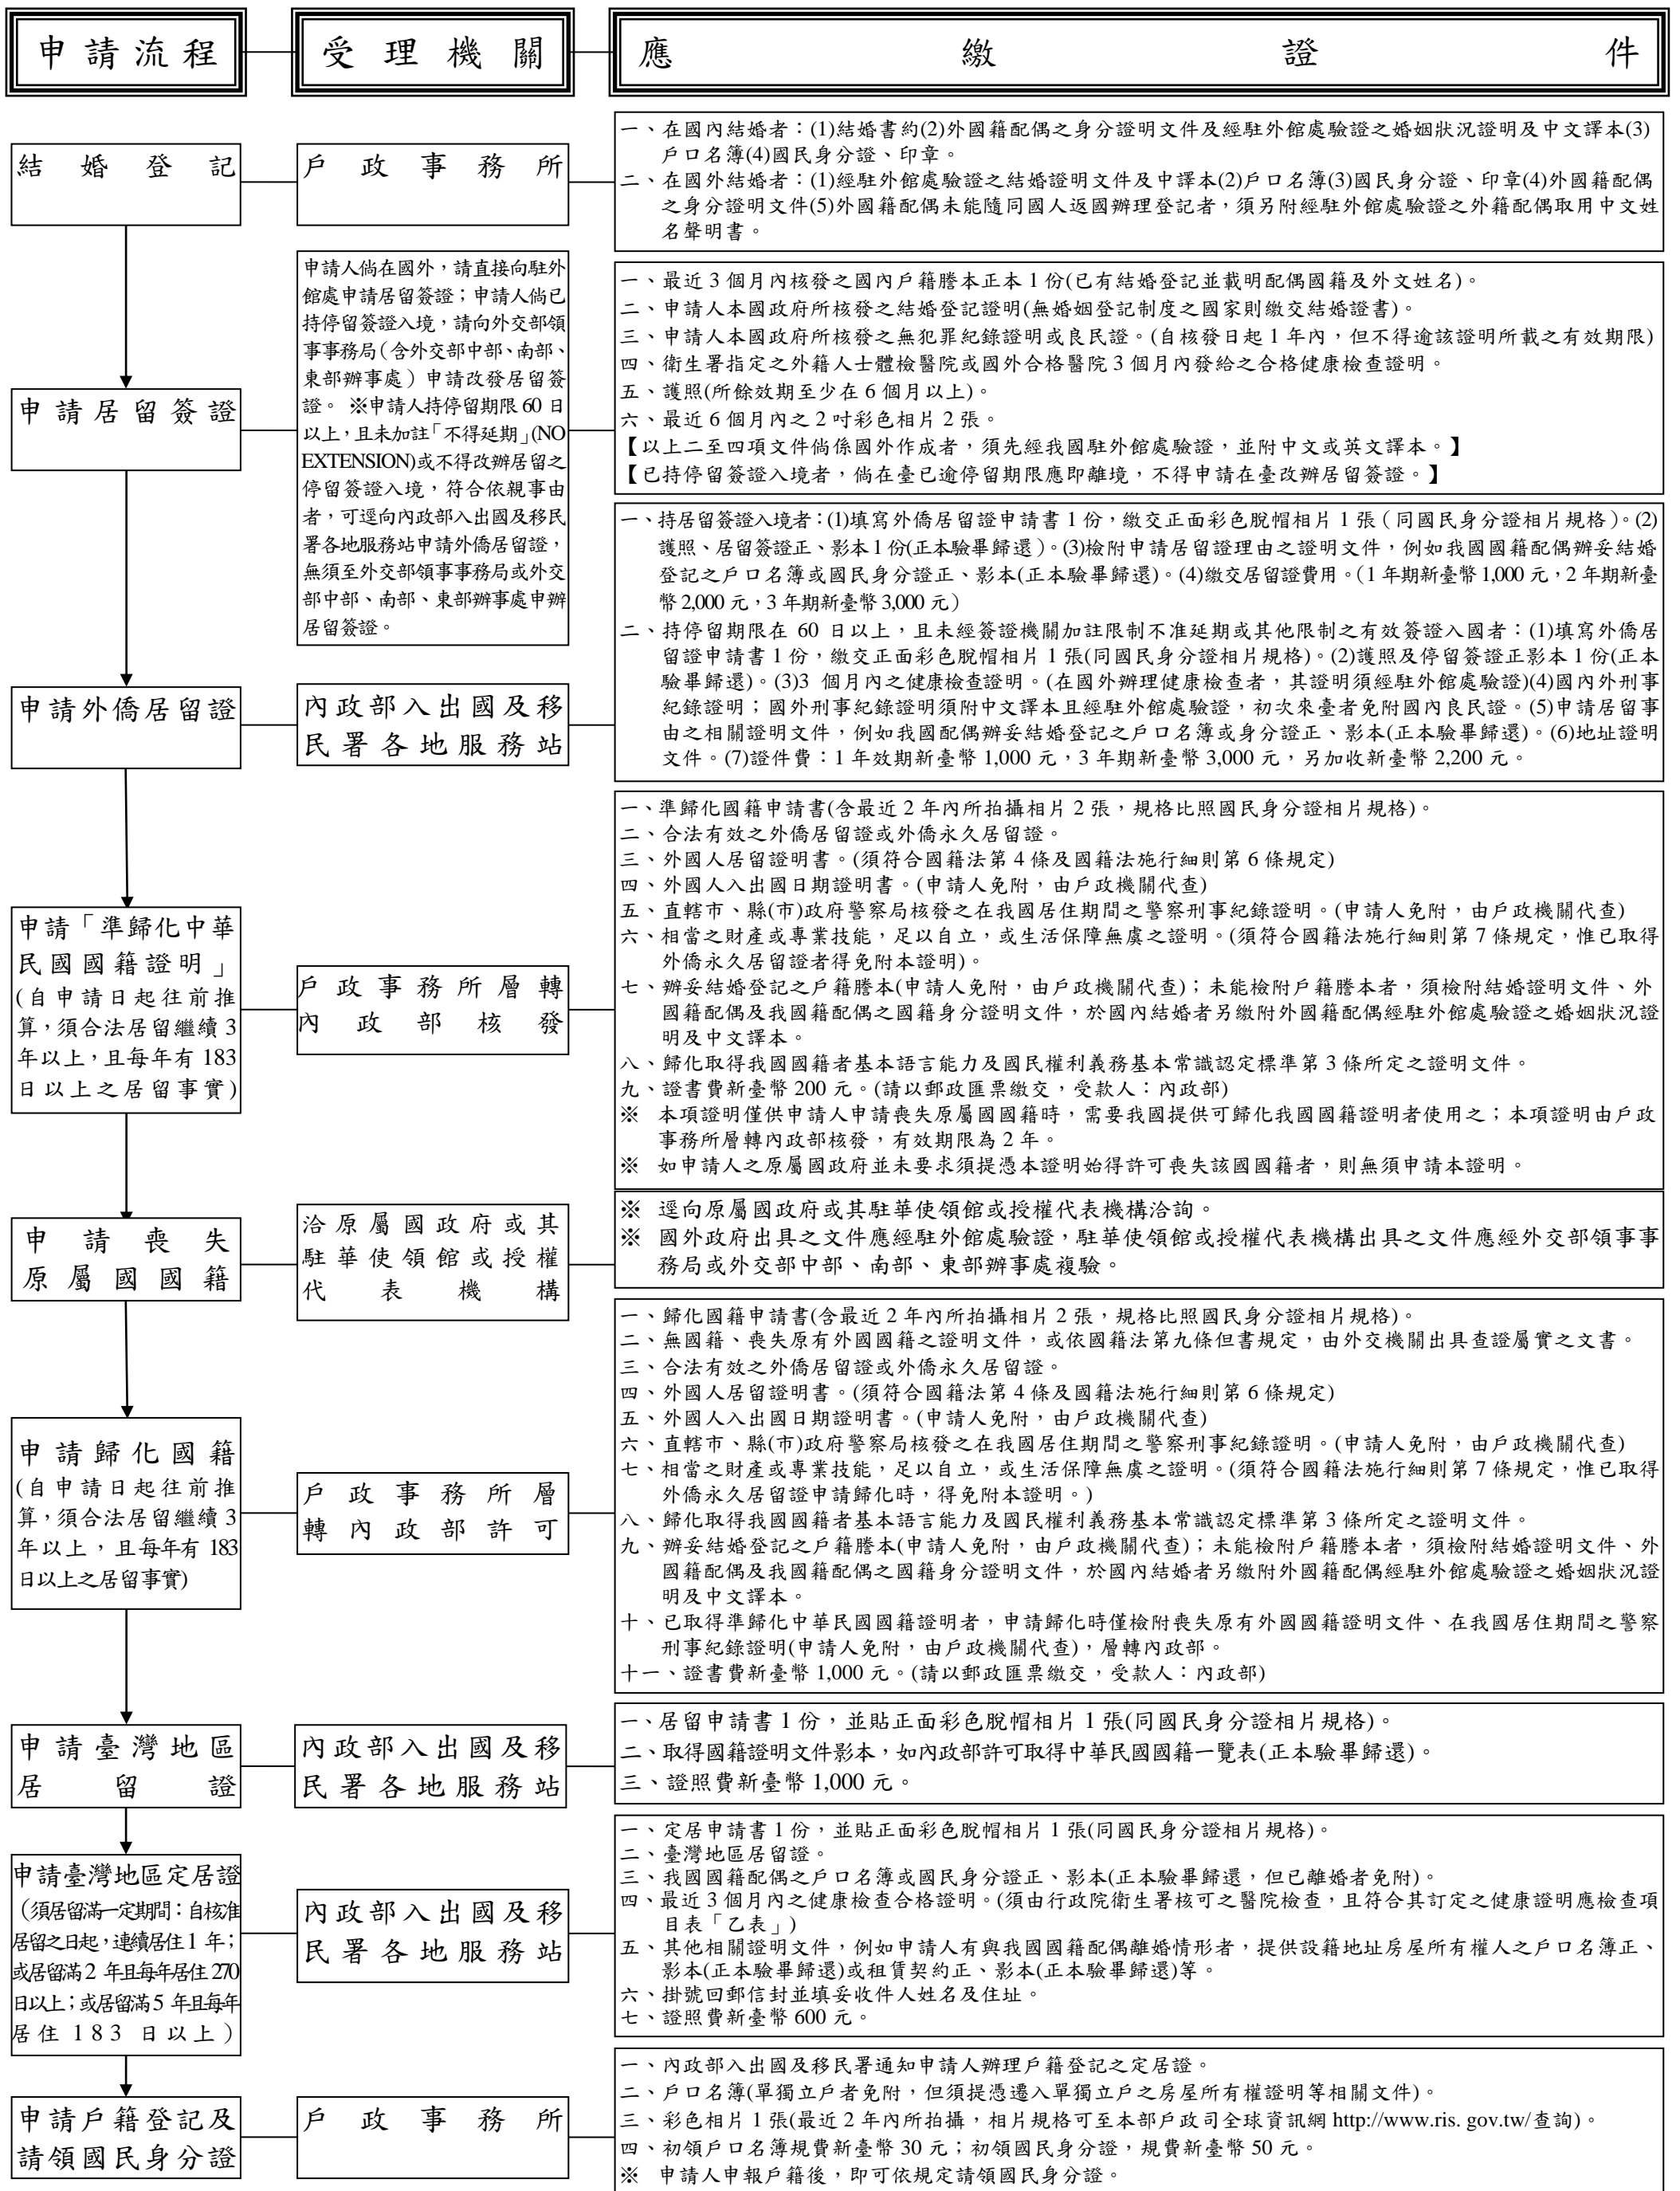 申請流程
受理機關
應繳證件
結婚登記
戶政事務所
一、在國內結婚者：(1)結婚書約(2)外國籍配偶之身分證明文件及經駐外館處驗證之婚姻狀況證明及中文譯本(3)
戶口名簿(4)國民身分證、印章。
二、在國外結婚者：(1)經駐外館處驗證之結婚證明文件及中譯本(2)戶口名簿(3)國民身分證、印章(4)外國籍配偶
之身分證明文件(5)外國籍配偶未能隨同國人返國辦理登記者，須另附經駐外館處驗證之外籍配偶取用中文姓
名聲明書。
申請居留簽證
申請人倘在國外，請直接向駐外
館處申請居留簽證；申請人倘已
持停留簽證入境，請向外交部領
事事務局（含外交部中部、南部、
東部辦事處）申請改發居留簽
證。 ※申請人持停留期限 60 日
以上，且未加註「不得延期」(NO
EXTENSION)或不得改辦居留之
停留簽證入境，符合依親事由
者，可逕向內政部入出國及移民
署各地服務站申請外僑居留證，
無須至外交部領事事務局或外交
部中部、南部、東部辦事處申辦
居留簽證。
一、最近 3 個月內核發之國內戶籍謄本正本 1 份(已有結婚登記並載明配偶國籍及外文姓名)。
二、申請人本國政府所核發之結婚登記證明(無婚姻登記制度之國家則繳交結婚證書)。
三、申請人本國政府所核發之無犯罪紀錄證明或良民證。(自核發日起 1 年內，但不得逾該證明所載之有效期限)
四、衛生署指定之外籍人士體檢醫院或國外合格醫院 3 個月內發給之合格健康檢查證明。
五、護照(所餘效期至少在 6 個月以上)。
六、最近 6 個月內之 2 吋彩色相片 2 張。
【以上二至四項文件倘係國外作成者，須先經我國駐外館處驗證，並附中文或英文譯本。】
【已持停留簽證入境者，倘在臺已逾停留期限應即離境，不得申請在臺改辦居留簽證。】
申請外僑居留證
內政部入出國及移
民署各地服務站
一、持居留簽證入境者：(1)填寫外僑居留證申請書 1 份，繳交正面彩色脫帽相片 1 張（同國民身分證相片規格）。(2)
護照、居留簽證正、影本 1 份(正本驗畢歸還）。(3)檢附申請居留證理由之證明文件，例如我國國籍配偶辦妥結婚
登記之戶口名簿或國民身分證正、影本(正本驗畢歸還)。(4)繳交居留證費用。（1 年期新臺幣 1,000 元，2 年期新臺
幣 2,000 元，3 年期新臺幣 3,000 元）
二、持停留期限在 60 日以上，且未經簽證機關加註限制不准延期或其他限制之有效簽證入國者：(1)填寫外僑居
留證申請書 1 份，繳交正面彩色脫帽相片 1 張(同國民身分證相片規格)。(2)護照及停留簽證正影本 1 份(正本
驗畢歸還)。(3)3 個月內之健康檢查證明。(在國外辦理健康檢查者，其證明須經駐外館處驗證)(4)國內外刑事
紀錄證明；國外刑事紀錄證明須附中文譯本且經駐外館處驗證，初次來臺者免附國內良民證。(5)申請居留事
由之相關證明文件，例如我國配偶辦妥結婚登記之戶口名簿或身分證正、影本(正本驗畢歸還)。(6)地址證明
文件。(7)證件費：1 年效期新臺幣 1,000 元，3 年期新臺幣 3,000 元，另加收新臺幣 2,200 元。
申請「準歸化中華
民國國籍證明」
(自申請日起往前推
算，須合法居留繼續 3
年以上，且每年有 183
日以上之居留事實)
戶政事務所層轉
內政部核發
一、準歸化國籍申請書(含最近 2 年內所拍攝相片 2 張，規格比照國民身分證相片規格)。
二、合法有效之外僑居留證或外僑永久居留證。
三、外國人居留證明書。(須符合國籍法第 4 條及國籍法施行細則第 6 條規定)
四、外國人入出國日期證明書。(申請人免附，由戶政機關代查)
五、直轄市、縣(市)政府警察局核發之在我國居住期間之警察刑事紀錄證明。(申請人免附，由戶政機關代查)
六、相當之財產或專業技能，足以自立，或生活保障無虞之證明。(須符合國籍法施行細則第 7 條規定，惟已取得
外僑永久居留證者得免附本證明)。
七、辦妥結婚登記之戶籍謄本(申請人免附，由戶政機關代查)；未能檢附戶籍謄本者，須檢附結婚證明文件、外
國籍配偶及我國籍配偶之國籍身分證明文件，於國內結婚者另繳附外國籍配偶經駐外館處驗證之婚姻狀況證
明及中文譯本。
八、歸化取得我國國籍者基本語言能力及國民權利義務基本常識認定標準第 3 條所定之證明文件。
九、證書費新臺幣 200 元。(請以郵政匯票繳交，受款人：內政部)
※ 本項證明僅供申請人申請喪失原屬國國籍時，需要我國提供可歸化我國國籍證明者使用之；本項證明由戶政
事務所層轉內政部核發，有效期限為 2 年。
※ 如申請人之原屬國政府並未要求須提憑本證明始得許可喪失該國國籍者，則無須申請本證明。
申請喪失
原屬國國籍
洽原屬國政府或其
駐華使領館或授權
代表機構
※ 逕向原屬國政府或其駐華使領館或授權代表機構洽詢。
※ 國外政府出具之文件應經駐外館處驗證，駐華使領館或授權代表機構出具之文件應經外交部領事事
務局或外交部中部、南部、東部辦事處複驗。
申請歸化國籍
(自申請日起往前推
算，須合法居留繼續 3
年以上，且每年有 183
日以上之居留事實)
戶政事務所層
轉內政部許可
一、歸化國籍申請書(含最近 2 年內所拍攝相片 2 張，規格比照國民身分證相片規格)。
二、無國籍、喪失原有外國國籍之證明文件，或依國籍法第九條但書規定，由外交機關出具查證屬實之文書。
三、合法有效之外僑居留證或外僑永久居留證。
四、外國人居留證明書。(須符合國籍法第 4 條及國籍法施行細則第 6 條規定)
五、外國人入出國日期證明書。(申請人免附，由戶政機關代查)
六、直轄市、縣(市)政府警察局核發之在我國居住期間之警察刑事紀錄證明。(申請人免附，由戶政機關代查)
七、相當之財產或專業技能，足以自立，或生活保障無虞之證明。(須符合國籍法施行細則第 7 條規定，惟已取得
外僑永久居留證申請歸化時，得免附本證明。)
八、歸化取得我國國籍者基本語言能力及國民權利義務基本常識認定標準第 3 條所定之證明文件。
九、辦妥結婚登記之戶籍謄本(申請人免附，由戶政機關代查)；未能檢附戶籍謄本者，須檢附結婚證明文件、外
國籍配偶及我國籍配偶之國籍身分證明文件，於國內結婚者另繳附外國籍配偶經駐外館處驗證之婚姻狀況證
明及中文譯本。
十、已取得準歸化中華民國國籍證明者，申請歸化時僅檢附喪失原有外國國籍證明文件、在我國居住期間之警察
刑事紀錄證明(申請人免附，由戶政機關代查)，層轉內政部。
十一、證書費新臺幣 1,000 元。(請以郵政匯票繳交，受款人：內政部)
申請臺灣地區
居留證
內政部入出國及移
民署各地服務站
一、居留申請書 1 份，並貼正面彩色脫帽相片 1 張(同國民身分證相片規格)。
二、取得國籍證明文件影本，如內政部許可取得中華民國國籍一覽表(正本驗畢歸還)。
三、證照費新臺幣 1,000 元。
申請臺灣地區定居證
（須居留滿一定期間：自核准
居留之日起，連續居住 1 年；
或居留滿 2 年且每年居住 270
日以上；或居留滿 5 年且每年
居住 183 日以上）
內政部入出國及移
民署各地服務站
一、定居申請書 1 份，並貼正面彩色脫帽相片 1 張(同國民身分證相片規格)。
二、臺灣地區居留證。
三、我國國籍配偶之戶口名簿或國民身分證正、影本(正本驗畢歸還，但已離婚者免附)。
四、最近 3 個月內之健康檢查合格證明。(須由行政院衛生署核可之醫院檢查，且符合其訂定之健康證明應檢查項
目表「乙表」)
五、其他相關證明文件，例如申請人有與我國國籍配偶離婚情形者，提供設籍地址房屋所有權人之戶口名簿正、
影本(正本驗畢歸還)或租賃契約正、影本(正本驗畢歸還)等。
六、掛號回郵信封並填妥收件人姓名及住址。
七、證照費新臺幣 600 元。
申請戶籍登記及
請領國民身分證
戶政事務所
一、內政部入出國及移民署通知申請人辦理戶籍登記之定居證。
二、戶口名簿(單獨立戶者免附，但須提憑遷入單獨立戶之房屋所有權證明等相關文件)。
三、彩色相片 1 張(最近 2 年內所拍攝，相片規格可至本部戶政司全球資訊網 http://www.ris. gov.tw/查詢)。
四、初領戶口名簿規費新臺幣 30 元；初領國民身分證，規費新臺幣 50 元。
※ 申請人申報戶籍後，即可依規定請領國民身分證。